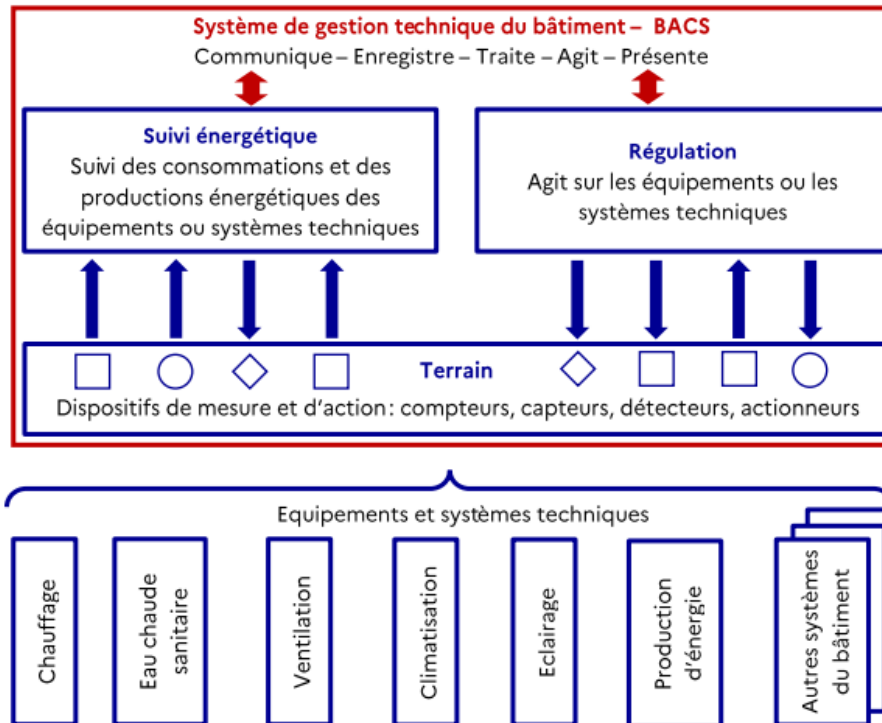 Système de gestion technique du bâtiment – BACS
Communique – Enregistre – Traite – Agit – Présente
Suivi énergétique
Suivi des consommations et des
productions énergétiques des
équipements ou systèmes techniques
Régulation
Agit sur les équipements ou les
systèmes techniques
Terrain
Dispositifs de mesure et d'action : compteurs, capteurs, détecteurs, actionneurs
Equipements et systèmes techniques
Chauffage
Eau chaude
sanitaire
Ventilation
Climatisation
Eclairage
Production
d'énergie
Autres systèmes
du bâtiment